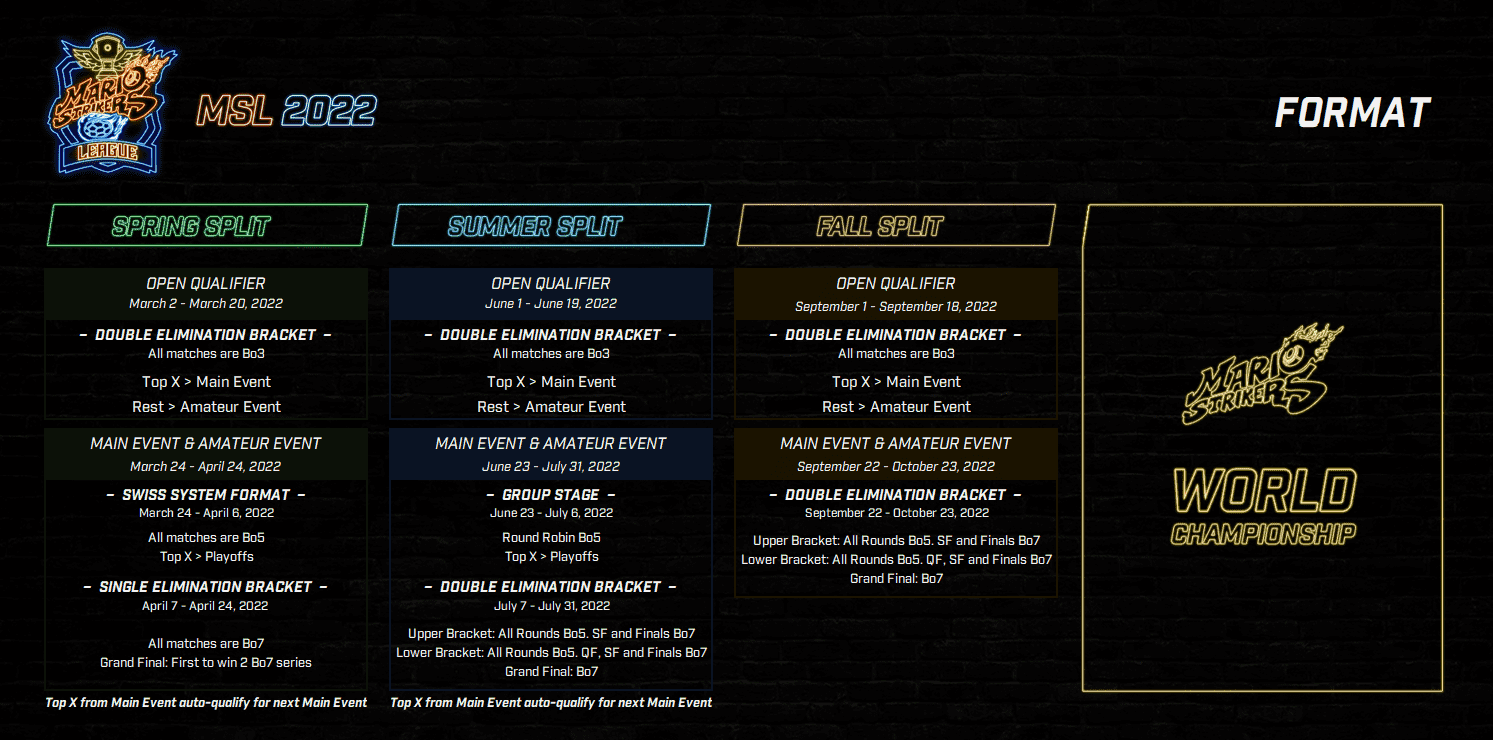 MARIO
STRIKERS
LEAGUE
MSL 2022
FORMAT
SPRING SPLIT
OPEN QUALIFIER
March 2 - March 20, 2022
– DOUBLE ELIMINATION BRACKET –
All matches are Bo3
Top X > Main Event
Rest > Amateur Event
MAIN EVENT & AMATEUR EVENT
March 24 - April 24, 2022
– SWISS SYSTEM FORMAT –
March 24 - April 6, 2022
All matches are Bo5
Top X > Playoffs
– SINGLE ELIMINATION BRACKET –
April 7 - April 24, 2022
All matches are Bo7
Grand Final: First to win 2 Bo7 series
Top X from Main Event auto-qualify for next Main Event
SUMMER SPLIT
OPEN QUALIFIER
June 1 - June 19, 2022
– DOUBLE ELIMINATION BRACKET –
All matches are Bo3
Top X > Main Event
Rest > Amateur Event
MAIN EVENT & AMATEUR EVENT
June 23 - July 31, 2022
– GROUP STAGE –
June 23 - July 6, 2022
Round Robin Bo5
Top X > Playoffs
– DOUBLE ELIMINATION BRACKET –
July 7 - July 31, 2022
Upper Bracket: All Rounds Bo5. SF and Finals Bo7
Lower Bracket: All Rounds Bo5. QF, SF and Finals Bo7
Grand Final: Bo7
Top X from Main Event auto-qualify for next Main Event
FALL SPLIT
OPEN QUALIFIER
September 1 - September 18, 2022
– DOUBLE ELIMINATION BRACKET –
All matches are Bo3
Top X > Main Event
Rest > Amateur Event
MAIN EVENT & AMATEUR EVENT
September 22 - October 23, 2022
– DOUBLE ELIMINATION BRACKET –
September 22 - October 23, 2022
Upper Bracket: All Rounds Bo5. SF and Finals Bo7
Lower Bracket: All Rounds Bo5. QF, SF and Finals Bo7
Grand Final: Bo7
MARIO
STRIKERS
WORLD
CHAMPIONSHIP